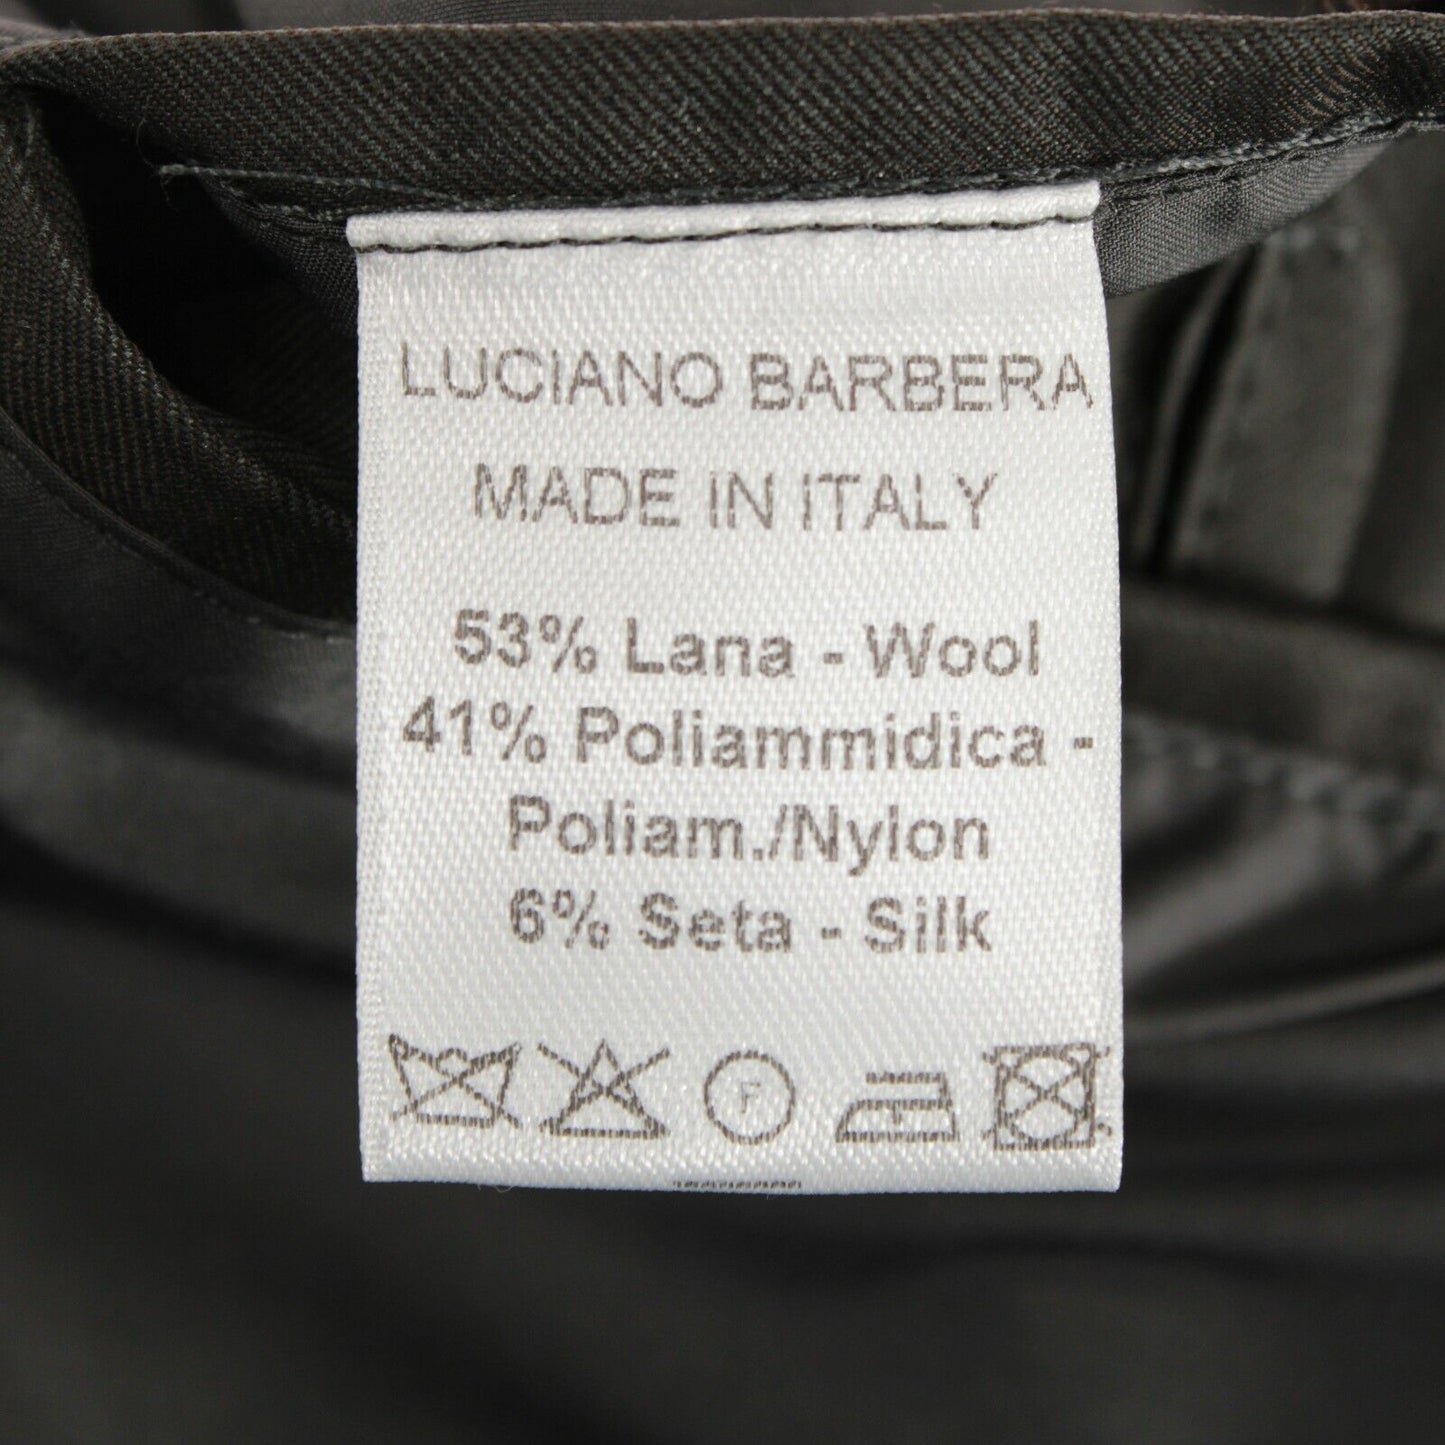 LUCIANO BARBERA
MADE IN ITALY
53% Lana - Wool
41% Poliammidica -
Poliam./Nylon
6% Seta - Silk
F